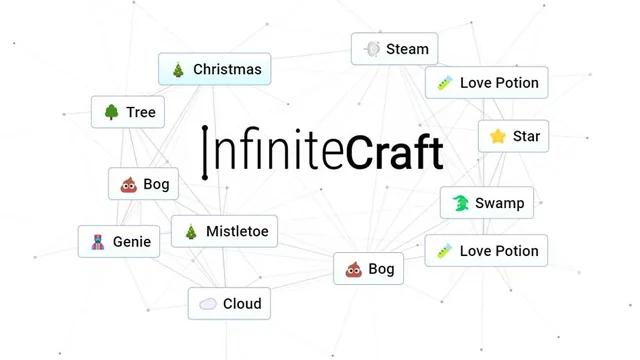 Steam
Christmas
Love Potion
Tree
Star
InfiniteCraft
Bog
Swamp
Mistletoe
Genie
Love Potion
Bog
Cloud